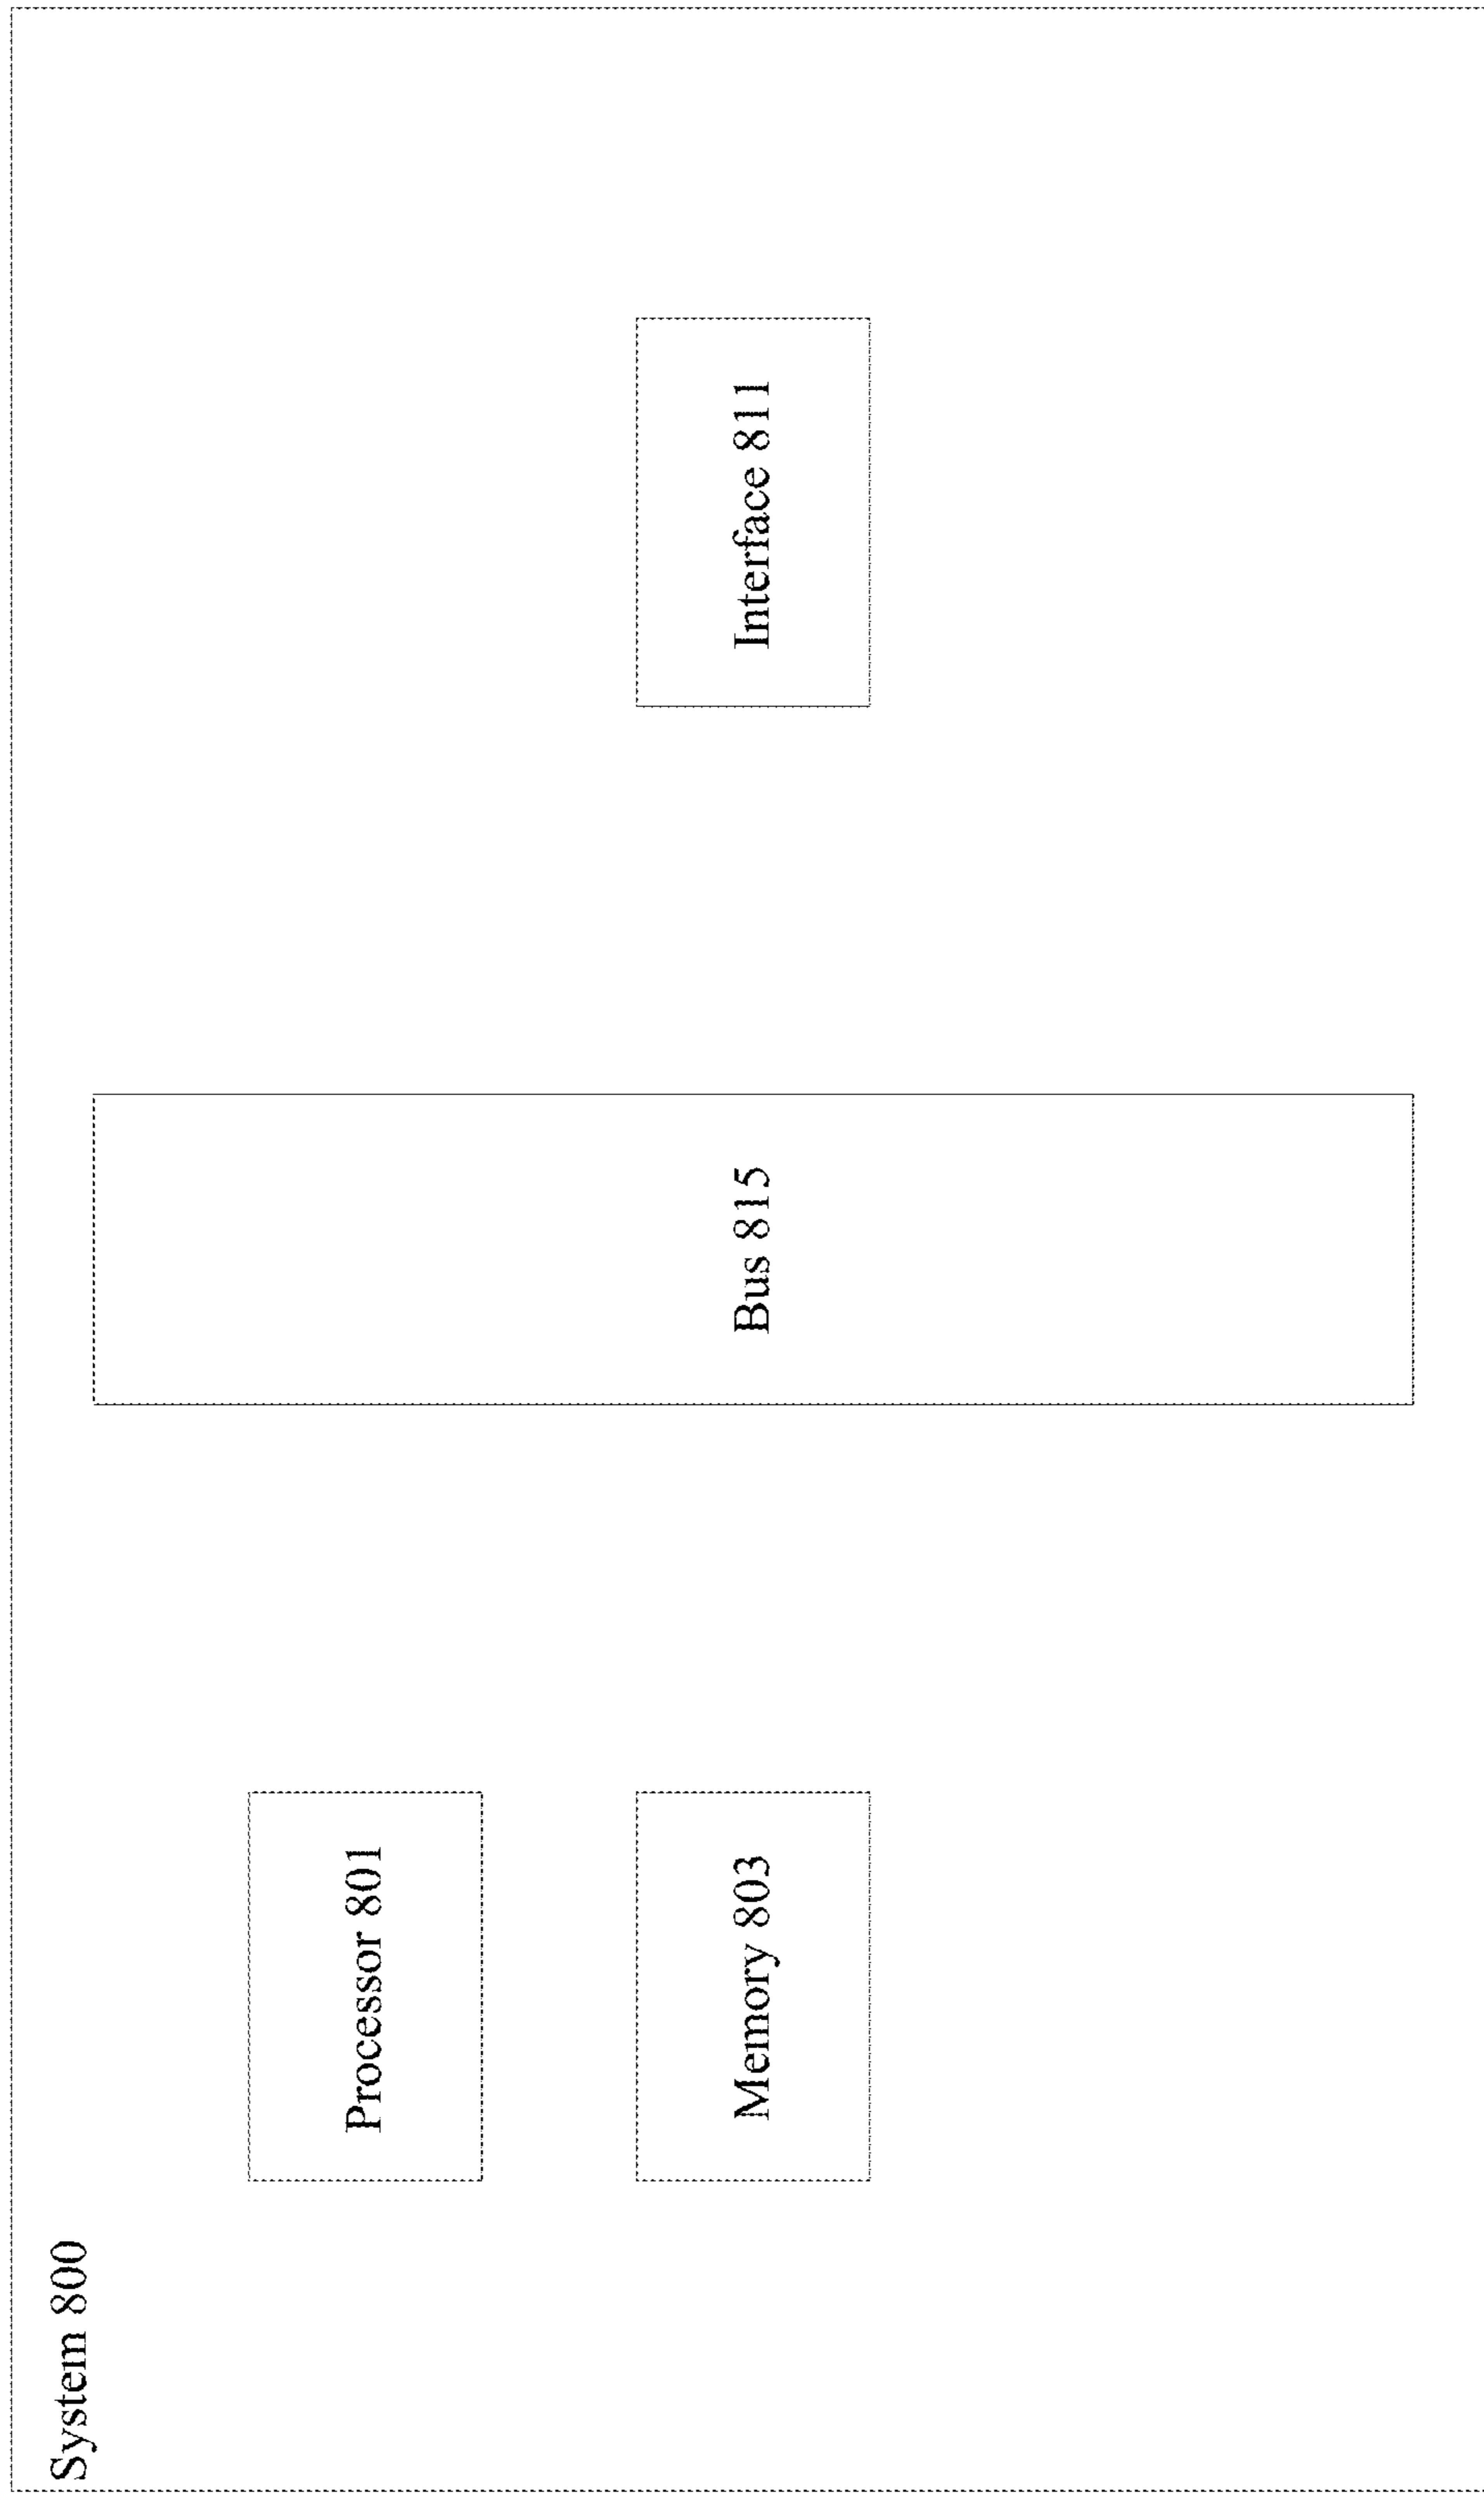 System 800
Processor 801
Memory 803
Bus 815
Interface 811